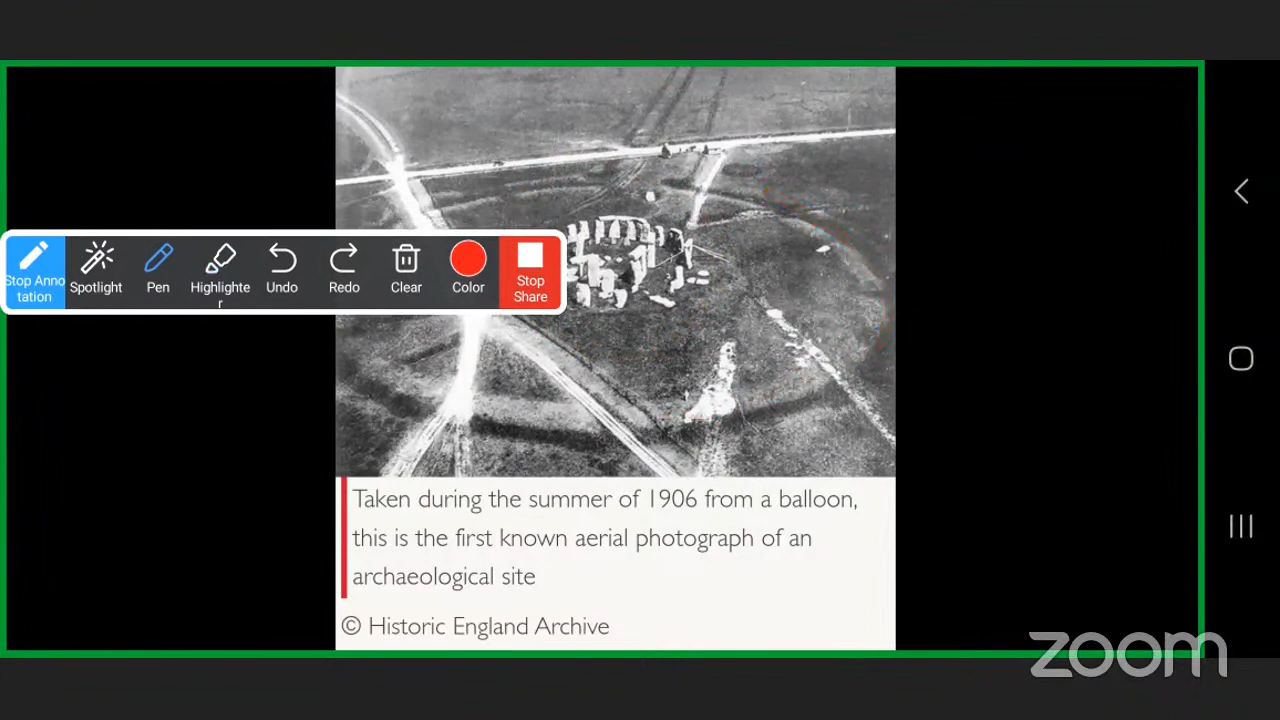 Stop Anno
tation
Spotlight
Pen
Highlighte
r
Undo
Redo
Clear
Color
Stop
Share
Taken during the summer of 1906 from a balloon,
this is the first known aerial photograph of an
archaeological site
© Historic England Archive
zoom